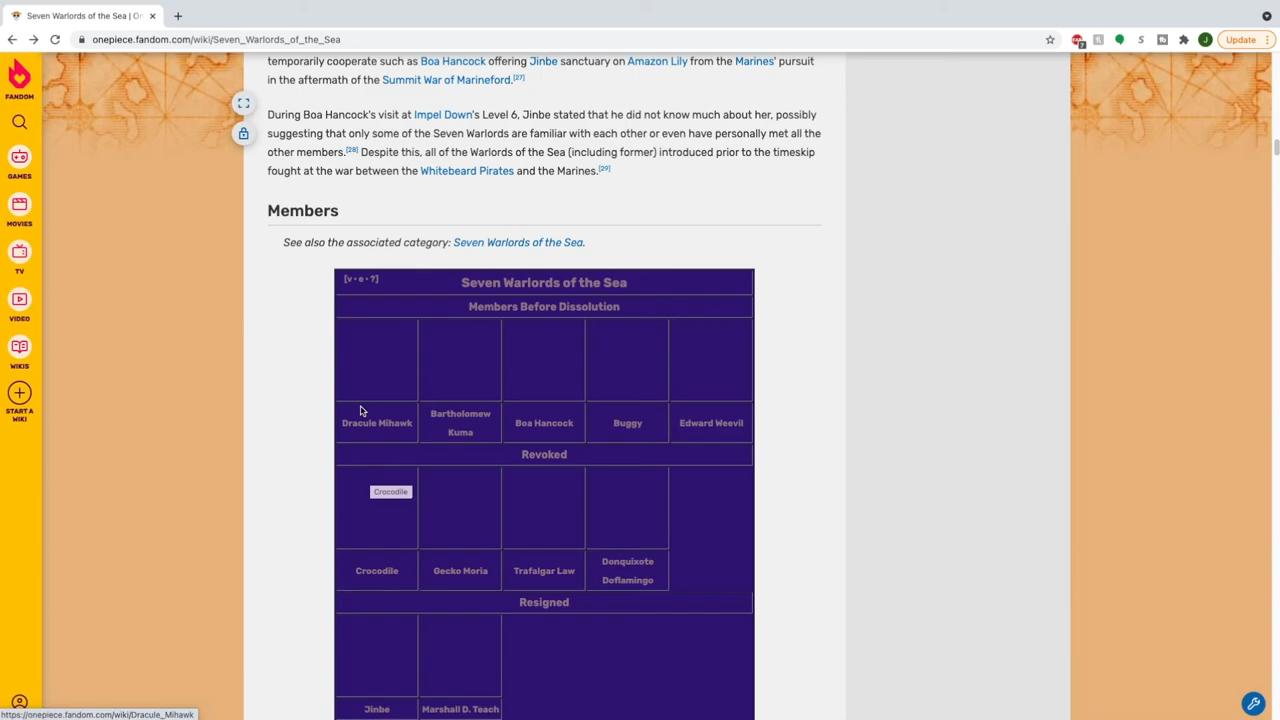 Seven Warlords of the Sea | On
onepiece.fandom.com/wiki/Seven_Warlords_of_the_Sea
7
S
J
Update
FANDOM
GAMES
MOVIES
TV
VIDEO
WIKIS
START A
WIKI
temporarily cooperate such as Boa Hancock offering Jinbe sanctuary on Amazon Lily from the Marines' pursuit
in the aftermath of the Summit War of Marineford.[27]
During Boa Hancock's visit at Impel Down's Level 6, Jinbe stated that he did not know much about her, possibly
suggesting that only some of the Seven Warlords are familiar with each other or even have personally met all the
other members.[28] Despite this, all of the Warlords of the Sea (including former) introduced prior to the timeskip
fought at the war between the Whitebeard Pirates and the Marines.[29]
Members
See also the associated category: Seven Warlords of the Sea.
[v • e • ?]
Seven Warlords of the Sea
Members Before Dissolution
Dracule Mihawk
Bartholomew
Kuma
Boa Hancock
Buggy
Edward Weevil
Revoked
Crocodile
Crocodile
Gecko Moria
Trafalgar Law
Donquixote
Doflamingo
Resigned
Jinbe
Marshall D. Teach
https://onepiece.fandom.com/wiki/Dracule_Mihawk